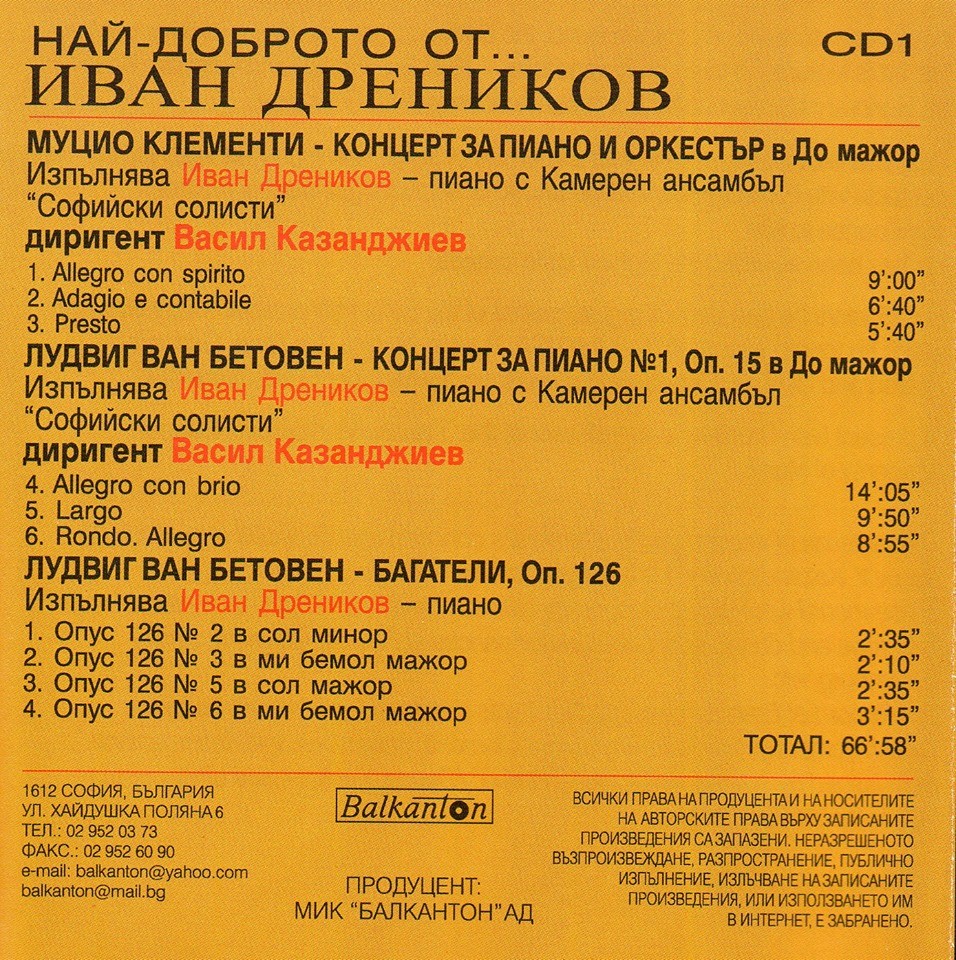 НАЙ-ДОБРОТО ОТ... CD1
ИВАН ДРЕНИКОВ
МУЦИО КЛЕМЕНТИ - КОНЦЕРТ ЗА ПИАНО И ОРКЕСТЪР в До мажор
Изпълнява Иван Дреников – пиано с Камерен ансамбъл
“Софийски солисти”
диригент Васил Казанджиев
1. Allegro con spirito 9’:00”
2. Adagio e contabile 6’:40”
3. Presto 5’:40”
ЛУДВИГ ВАН БЕТОВЕН - КОНЦЕРТ ЗА ПИАНО №1, Оп. 15 в До мажор
Изпълнява Иван Дреников – пиано с Камерен ансамбъл
“Софийски солисти”
диригент Васил Казанджиев
4. Allegro con brio 14’:05”
5. Largo 9’:50”
6. Rondo. Allegro 8’:55”
ЛУДВИГ ВАН БЕТОВЕН - БАГАТЕЛИ, Оп. 126
Изпълнява Иван Дреников – пиано
1. Опус 126 № 2 в сол минор 2’:35”
2. Опус 126 № 3 в ми бемол мажор 2’:10”
3. Опус 126 № 5 в сол мажор 2’:35”
4. Опус 126 № 6 в ми бемол мажор 3’:15”
ТОТАЛ: 66’:58”
1612 СОФИЯ, БЪЛГАРИЯ
УЛ. ХАЙДУШКА ПОЛЯНА 6
ТЕЛ.: 02 952 03 73
ФАКС.: 02 952 60 90
e-mail: balkanton@yahoo.com
balkanton@mail.bg
Balkanton
ПРОДУЦЕНТ:
МИК “БАЛКАНТОН” АД
ВСИЧКИ ПРАВА НА ПРОДУЦЕНТА И НА НОСИТЕЛИТЕ
НА АВТОРСКИТЕ ПРАВА ВЪРХУ ЗАПИСАНИТЕ
ПРОИЗВЕДЕНИЯ СА ЗАПАЗЕНИ. НЕРАЗРЕШЕНОТО
ВЪЗПРОИЗВЕЖДАНЕ, РАЗПРОСТРАНЕНИЕ, ПУБЛИЧНО
ИЗПЪЛНЕНИЕ, ИЗЛЪЧВАНЕ НА ЗАПИСАНИТЕ
ПРОИЗВЕДЕНИЯ, ИЛИ ИЗПОЛЗВАНЕТО ИМ
В ИНТЕРНЕТ, Е ЗАБРАНЕНО.